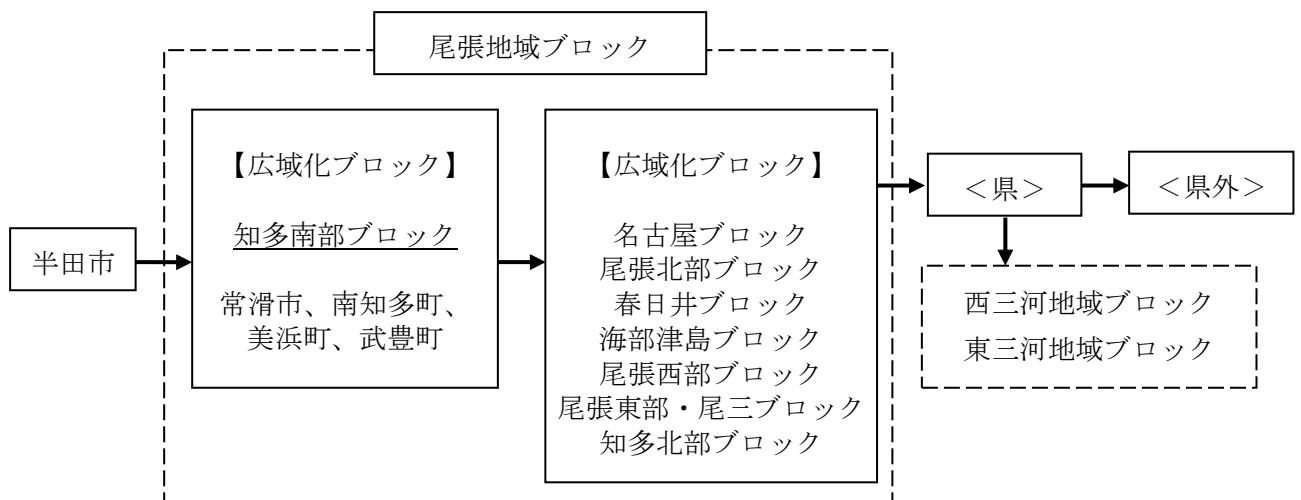 尾張地域ブロック
半田市
【広域化ブロック】
知多南部ブロック
常滑市、南知多町、
美浜町、武豊町
【広域化ブロック】
名古屋ブロック
尾張北部ブロック
春日井ブロック
海部津島ブロック
尾張西部ブロック
尾張東部・尾三ブロック
知多北部ブロック
＜県＞
＜県外＞
西三河地域ブロック
東三河地域ブロック